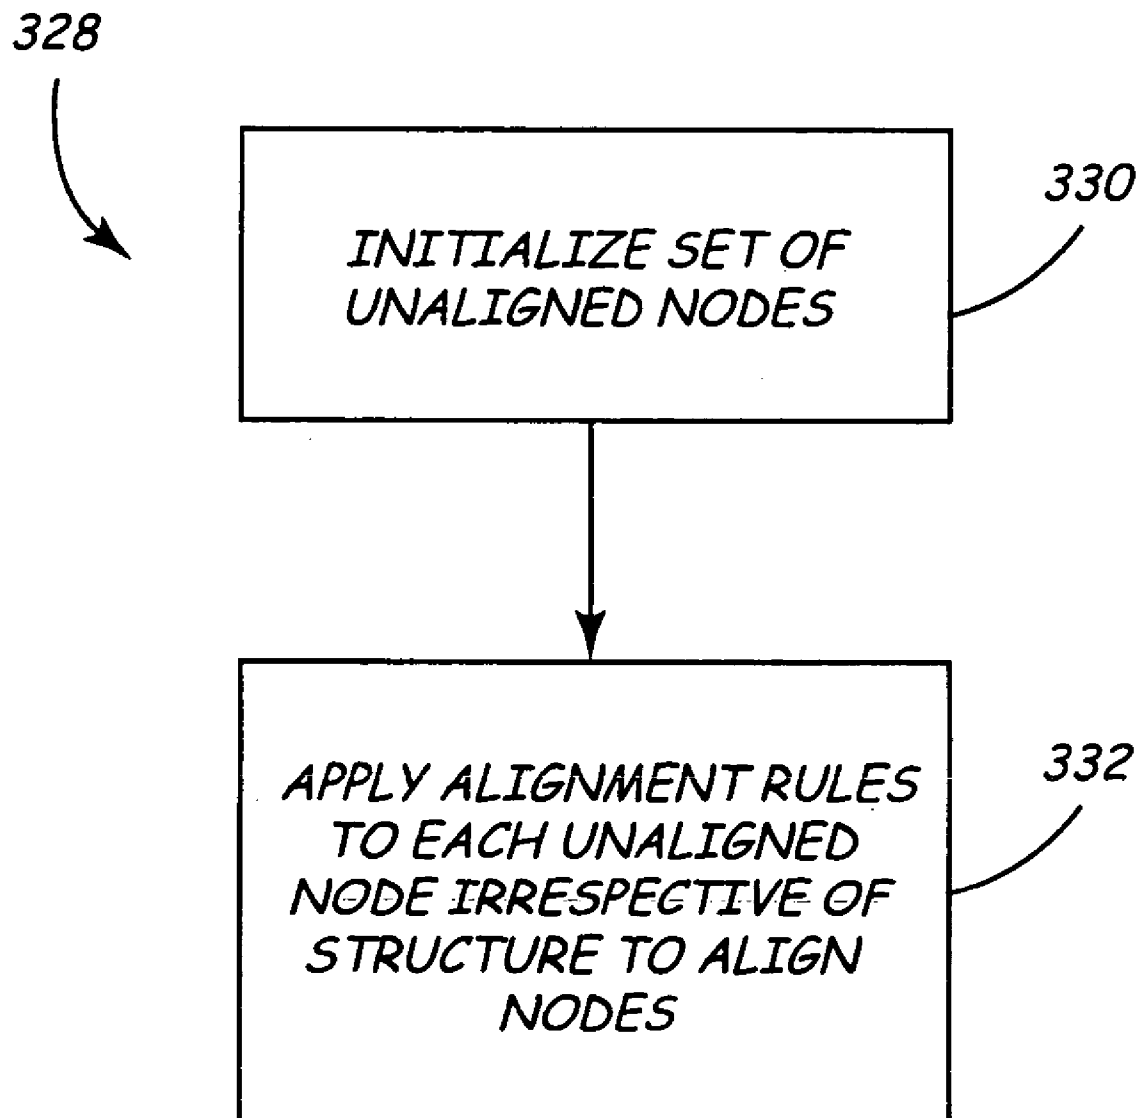 328
330
INITIALIZE SET OF
UNALIGNED NODES
332
APPLY ALIGNMENT RULES
TO EACH UNALIGNED
NODE IRRESPECTIVE OF
STRUCTURE TO ALIGN
NODES